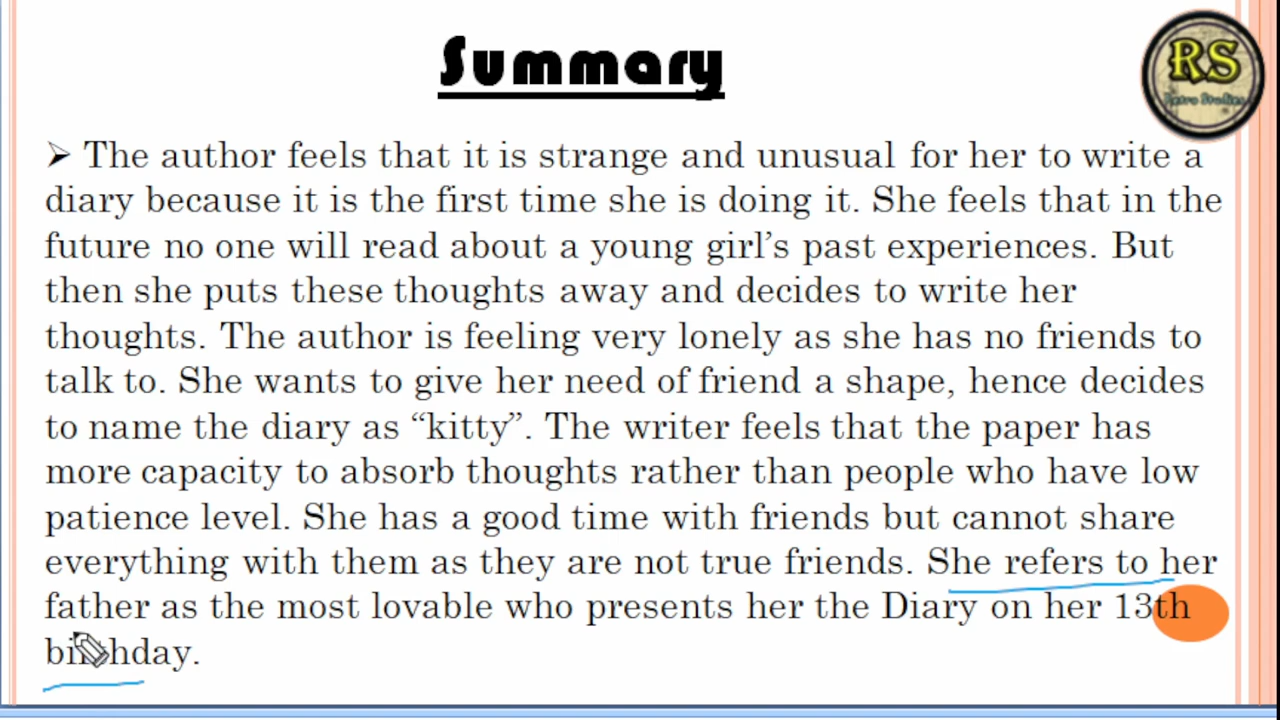 Summary
RS
Retro Studies
➢ The author feels that it is strange and unusual for her to write a
diary because it is the first time she is doing it. She feels that in the
future no one will read about a young girl’s past experiences. But
then she puts these thoughts away and decides to write her
thoughts. The author is feeling very lonely as she has no friends to
talk to. She wants to give her need of friend a shape, hence decides
to name the diary as “kitty”. The writer feels that the paper has
more capacity to absorb thoughts rather than people who have low
patience level. She has a good time with friends but cannot share
everything with them as they are not true friends. She refers to her
father as the most lovable who presents her the Diary on her 13th
birthday.